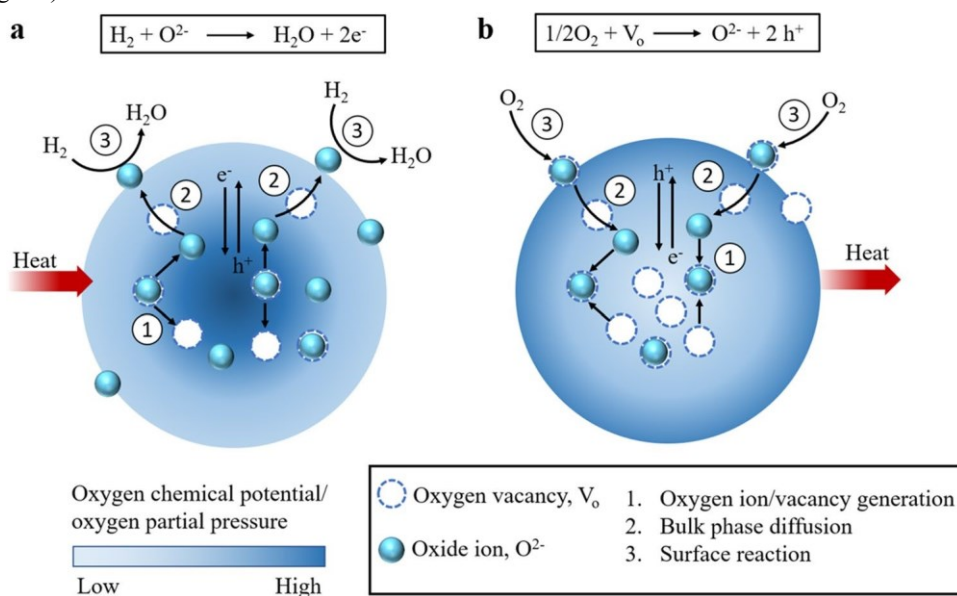 a
H₂ + O²⁻ → H₂O + 2e⁻
b
1/2O₂ + Vₒ → O²⁻ + 2 h⁺
H₂
H₂O
3
H₂
3
H₂O
2
2
e⁻
h⁺
Heat
1
O₂
3
O₂
3
2
2
h⁺
e⁻
1
Heat
Oxygen chemical potential/
oxygen partial pressure
Low High
Oxygen vacancy, Vₒ
Oxide ion, O²⁻
1. Oxygen ion/vacancy generation
2. Bulk phase diffusion
3. Surface reaction